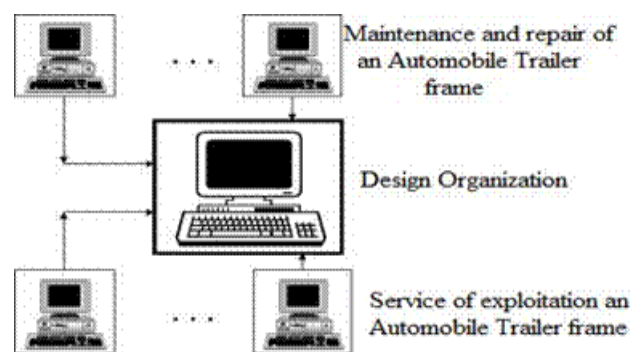 Maintenance and repair of
an Automobile Trailer
frame
Design Organization
Service of exploitation an
Automobile Trailer frame